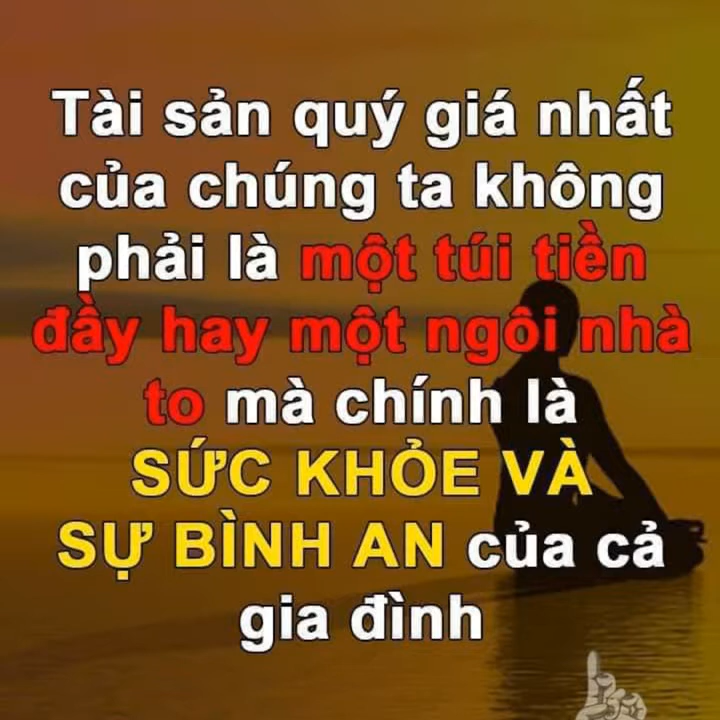 Tài sản quý giá nhất
của chúng ta không
phải là một túi tiền
đầy hay một ngôi nhà
to mà chính là
SỨC KHỎE VÀ
SỰ BÌNH AN của cả
gia đình